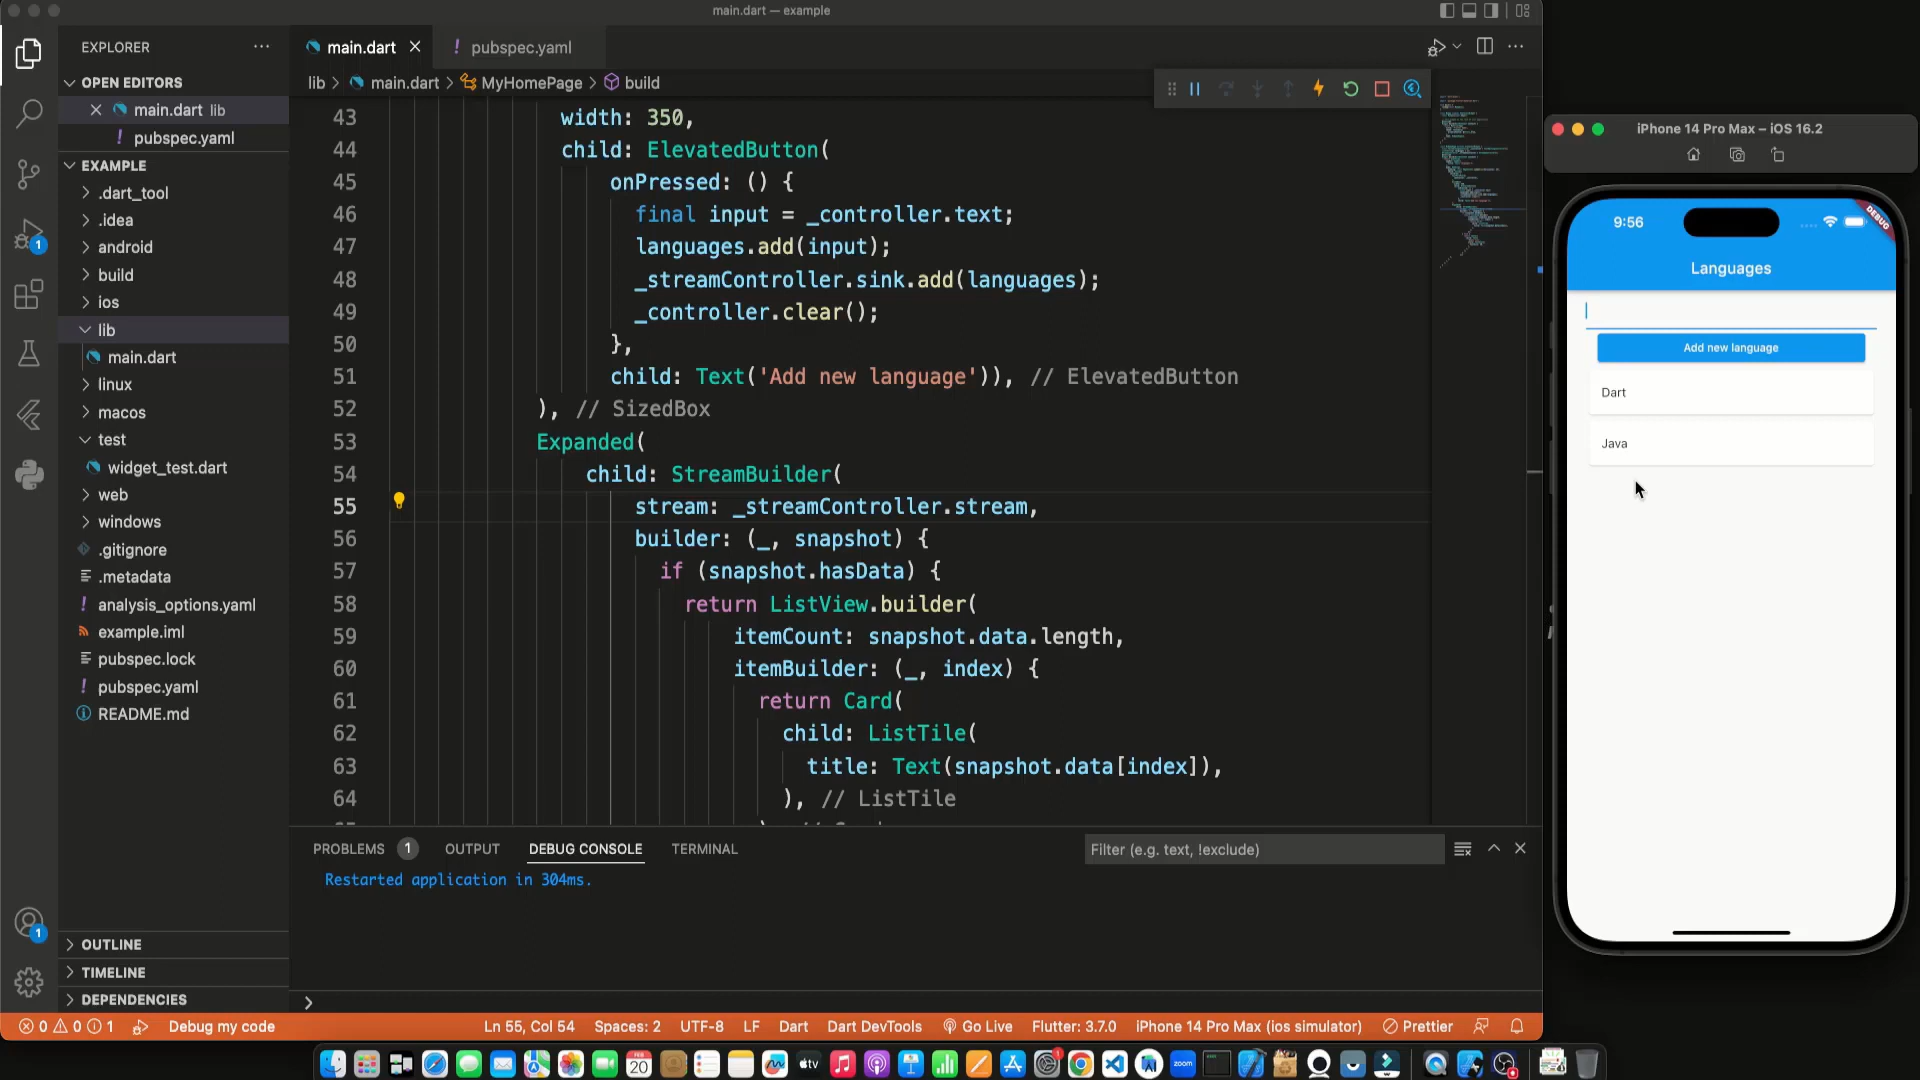 main.dart — example
EXPLORER
OPEN EDITORS
main.dart lib
pubspec.yaml
EXAMPLE
.dart_tool
.idea
android
build
ios
lib
main.dart
linux
macos
test
widget_test.dart
web
windows
.gitignore
.metadata
analysis_options.yaml
example.iml
pubspec.lock
pubspec.yaml
README.md
OUTLINE
TIMELINE
DEPENDENCIES
1
1
main.dart
! pubspec.yaml
lib > main.dart > MyHomePage > build
43 width: 350,
44 child: ElevatedButton(
45 onPressed: () {
46 final input = _controller.text;
47 languages.add(input);
48 _streamController.sink.add(languages);
49 _controller.clear();
50 },
51 child: Text('Add new language')), // ElevatedButton
52 ), // SizedBox
53 Expanded(
54 child: StreamBuilder(
55 stream: _streamController.stream,
56 builder: (_, snapshot) {
57 if (snapshot.hasData) {
58 return ListView.builder(
59 itemCount: snapshot.data.length,
60 itemBuilder: (_, index) {
61 return Card(
62 child: ListTile(
63 title: Text(snapshot.data[index]),
64 ), // ListTile
PROBLEMS 1 OUTPUT DEBUG CONSOLE TERMINAL
Filter (e.g. text, !exclude)
Restarted application in 304ms.
0 0 1 Debug my code
Ln 55, Col 54 Spaces: 2 UTF-8 LF Dart Dart DevTools Go Live Flutter: 3.7.0 iPhone 14 Pro Max (ios simulator) Prettier
iPhone 14 Pro Max – iOS 16.2
9:56
DEBUG
Languages
Add new language
Dart
Java
FEB
20
tv
zoom
1